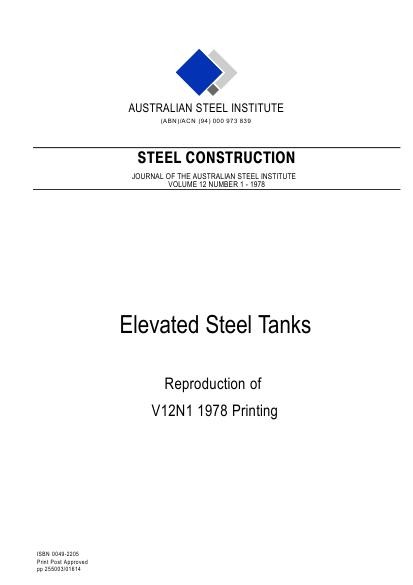 AUSTRALIAN STEEL INSTITUTE
(ABN)/ACN (94) 000 973 839
STEEL CONSTRUCTION
JOURNAL OF THE AUSTRALIAN STEEL INSTITUTE
VOLUME 12 NUMBER 1 - 1978
Elevated Steel Tanks
Reproduction of
V12N1 1978 Printing
ISBN 0049-2205
Print Post Approved
pp 255003/01614